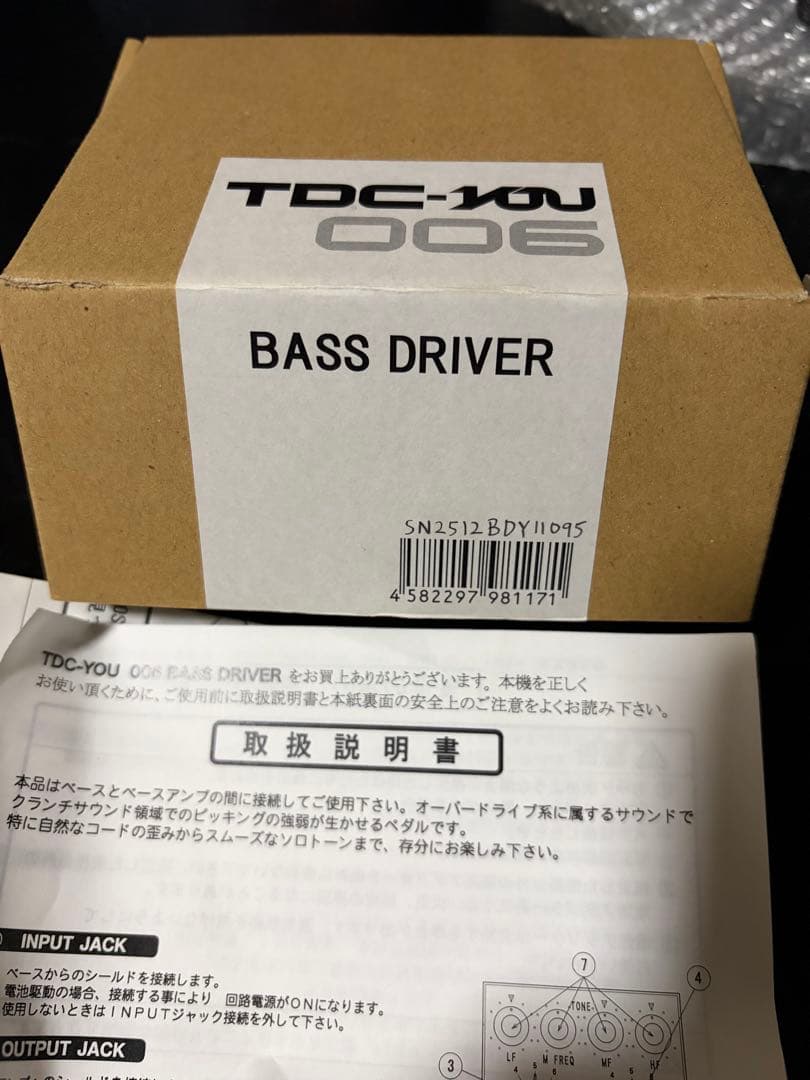 TDC-YOU
006
BASS DRIVER
SN2512BDY11095
4 582297 981171
TDC-YOU 006 BASS DRIVER をお買上ありがとうございます。本機を正しく
お使い頂くために、ご使用前に取扱説明書と本紙裏面の安全上のご注意をよくお読み下さい。
取扱説明書
本品はベースとベースアンプの間に接続してご使用下さい。オーバードライブ系に属するサウンドで
クランチサウンド領域でのピッキングの強弱が生かせるペダルです。
特に自然なコードの歪みからスムーズなソロトーンまで、存分にお楽しみ下さい。
INPUT JACK
ベースからのシールドを接続します。
電池駆動の場合、接続する事により 回路電源がONになります。
使用しないときはINPUTジャック接続を外して下さい。
OUTPUT JACK
7
4
TONE
LF M FREQ MF HF
3